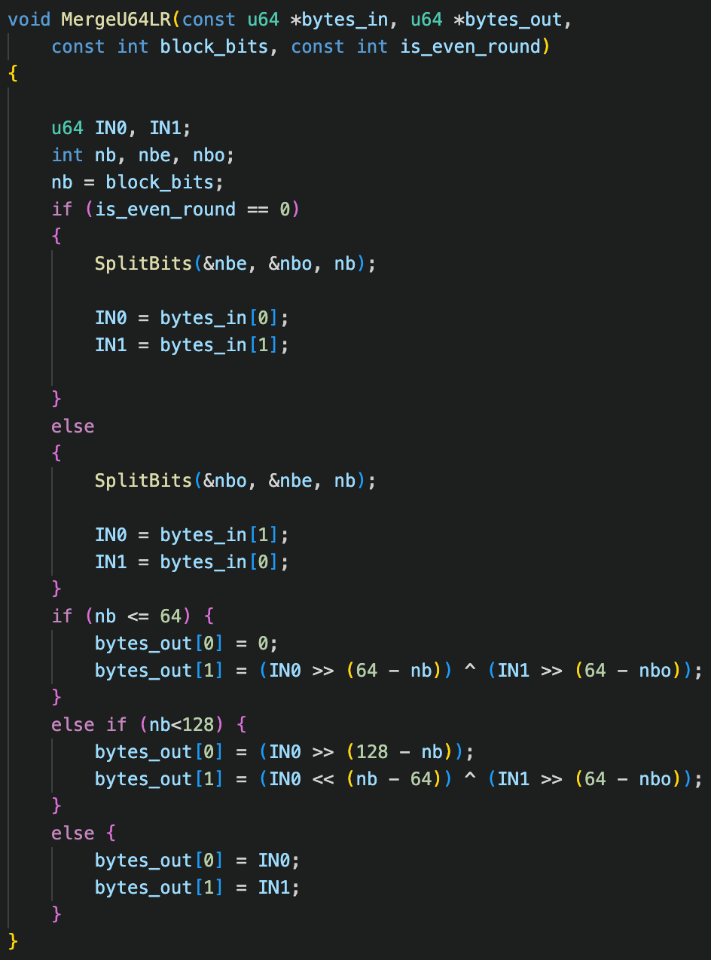 void MergeU64LR(const u64 *bytes_in, u64 *bytes_out,
    const int block_bits, const int is_even_round)
{

    u64 IN0, IN1;
    int nb, nbe, nbo;
    nb = block_bits;
    if (is_even_round == 0)
    {
        SplitBits(&nbe, &nbo, nb);

        IN0 = bytes_in[0];
        IN1 = bytes_in[1];

    }
    else
    {
        SplitBits(&nbo, &nbe, nb);

        IN0 = bytes_in[1];
        IN1 = bytes_in[0];
    }
    if (nb <= 64) {
        bytes_out[0] = 0;
        bytes_out[1] = (IN0 >> (64 - nb)) ^ (IN1 >> (64 - nbo));
    }
    else if (nb<128) {
        bytes_out[0] = (IN0 >> (128 - nb));
        bytes_out[1] = (IN0 << (nb - 64)) ^ (IN1 >> (64 - nbo));
    }
    else {
        bytes_out[0] = IN0;
        bytes_out[1] = IN1;
    }
}